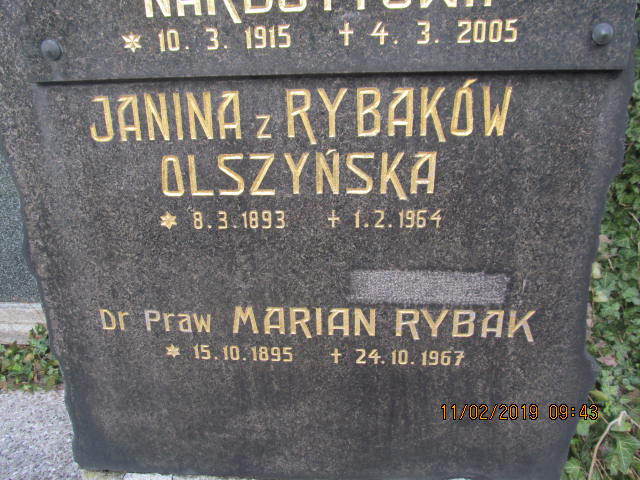 NARBUTTOWA
* 10. 3. 1915 + 4. 3. 2005
JANINA z RYBAKÓW
OLSZYŃSKA
* 8. 3. 1893 + 1. 2. 1964
Dr Praw MARIAN RYBAK
* 15. 10. 1895 + 24. 10. 1967
11/02/2019 09:43